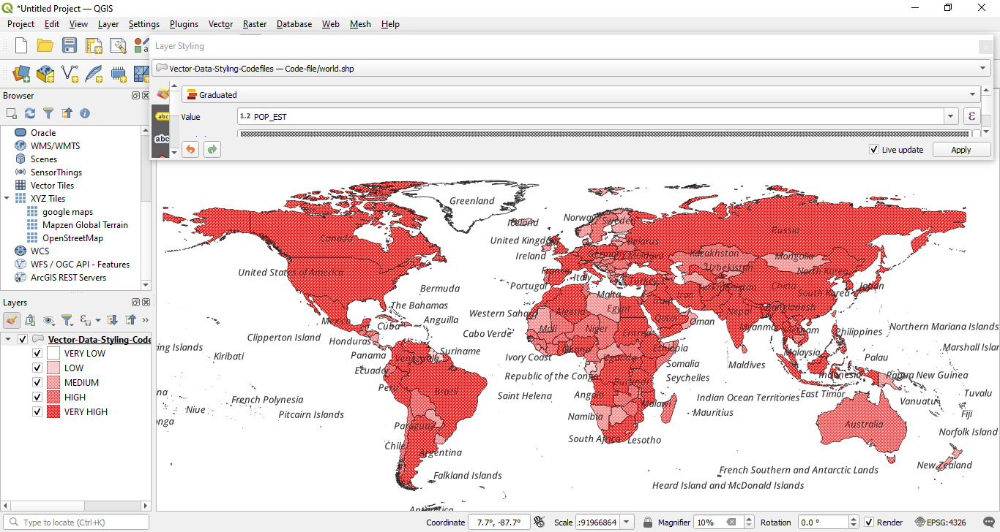 *Untitled Project — QGIS
Project Edit View Layer Settings Plugins Vector Raster Database Web Mesh Help
Layer Styling
Vector-Data-Styling-Codefiles — Code-file/world.shp
Graduated
Value 1.2 POP_EST ε
abc
abc
Live update Apply
Browser
Oracle
WMS/WMTS
Scenes
SensorThings
Vector Tiles
XYZ Tiles
google maps
Mapzen Global Terrain
OpenStreetMap
WCS
WFS / OGC API - Features
ArcGIS REST Servers
Layers
Vector-Data-Styling-Code
VERY LOW
LOW
MEDIUM
HIGH
VERY HIGH
Greenland
Iceland
Norway
Sweden
Russia
Canada
United Kingdom
Belarus
Ireland
Germany
Moldova
Kazakhstan
Mongolia
United States of America
France
Italy
Uzbekistan
North Korea
Portugal
Turkey
Turkmenistan
China
Japan
Bermuda
Malta
Iraq
Iran
South Korea
The Bahamas
Anguilla
Western Sahara
Algeria
Egypt
Qatar
Nepal
Bangladesh
Mexico
Cuba
Oman
Myanmar
Vietnam
Philippines
Northern Mariana Islands
Clipperton Island
Honduras
Cabo Verde
Mali
Niger
Eritrea
Marshall Islan
ing Islands
Kiribati
Panama
Venezuela
Suriname
Ivory Coast
Ghana
Uganda
Ethiopia
Somalia
Maldives
Malaysia
Palau
Ecuador
Republic of the Congo
Burundi
Seychelles
Indonesia
Papua New Guinea
Peru
Brazil
Saint Helena
Angola
Malawi
Indian Ocean Territories
East Timor
Tuvalu
na
French Polynesia
Niue
Pitcairn Islands
Mauritius
Vanuatu
Fiji
onga
Paraguay
Namibia
Australia
Norfolk Island
Chile
South Africa
Lesotho
Argentina
New Zealand
Falkland Islands
French Southern and Antarctic Lands
Heard Island and McDonald Islands
Antarctica
Type to locate (Ctrl+K) Coordinate 7.7°, -87.7° Scale .:91966864 Magnifier 10% Rotation 0.0 ° Render EPSG:4326